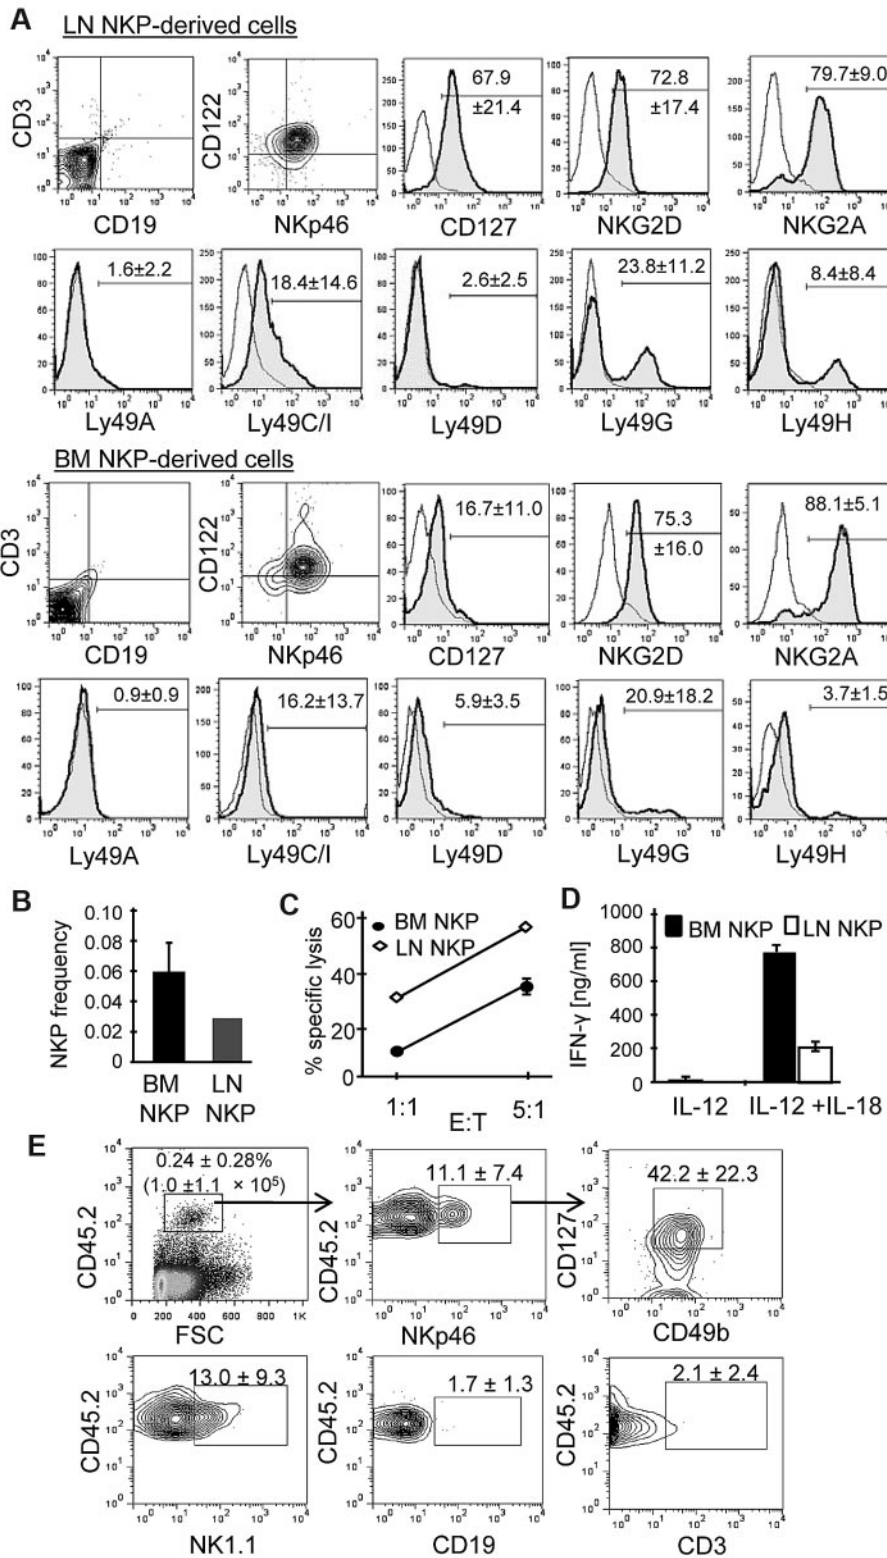 A
LN NKP-derived cells
CD3
CD19
CD122
NKp46
67.9
±21.4
CD127
72.8
±17.4
NKG2D
79.7±9.0
NKG2A
1.6±2.2
Ly49A
18.4±14.6
Ly49C/I
2.6±2.5
Ly49D
23.8±11.2
Ly49G
8.4±8.4
Ly49H
BM NKP-derived cells
CD3
CD19
CD122
NKp46
16.7±11.0
CD127
75.3
±16.0
NKG2D
88.1±5.1
NKG2A
0.9±0.9
Ly49A
16.2±13.7
Ly49C/I
5.9±3.5
Ly49D
20.9±18.2
Ly49G
3.7±1.5
Ly49H
B
NKP frequency
0.10
0.08
0.06
0.04
0.02
0
BM
NKP
LN
NKP
C
% specific lysis
60
40
20
0
BM NKP
LN NKP
1:1
5:1
E:T
D
IFN-γ [ng/ml]
1000
800
600
400
200
0
BM NKP
LN NKP
IL-12
IL-12 +IL-18
E
0.24 ± 0.28%
(1.0 ±1.1 × 10⁵)
CD45.2
0 200 400 600 800 1K
FSC
11.1 ± 7.4
CD45.2
NKp46
42.2 ± 22.3
CD127
CD49b
13.0 ± 9.3
CD45.2
NK1.1
1.7 ± 1.3
CD45.2
CD19
2.1 ± 2.4
CD45.2
CD3